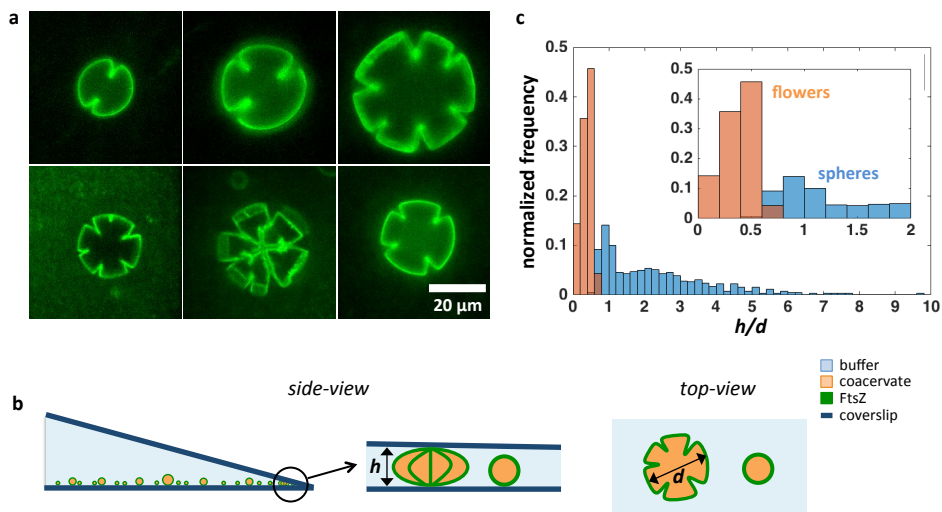 a
20 µm
c
normalized frequency
0.5
0.4
0.3
0.2
0.1
0
0 1 2 3 4 5 6 7 8 9 10
h/d
0.5
0.4
0.3
0.2
0.1
0
0 0.5 1 1.5 2
flowers
spheres
b
side-view
top-view
h
d
buffer
coacervate
FtsZ
coverslip